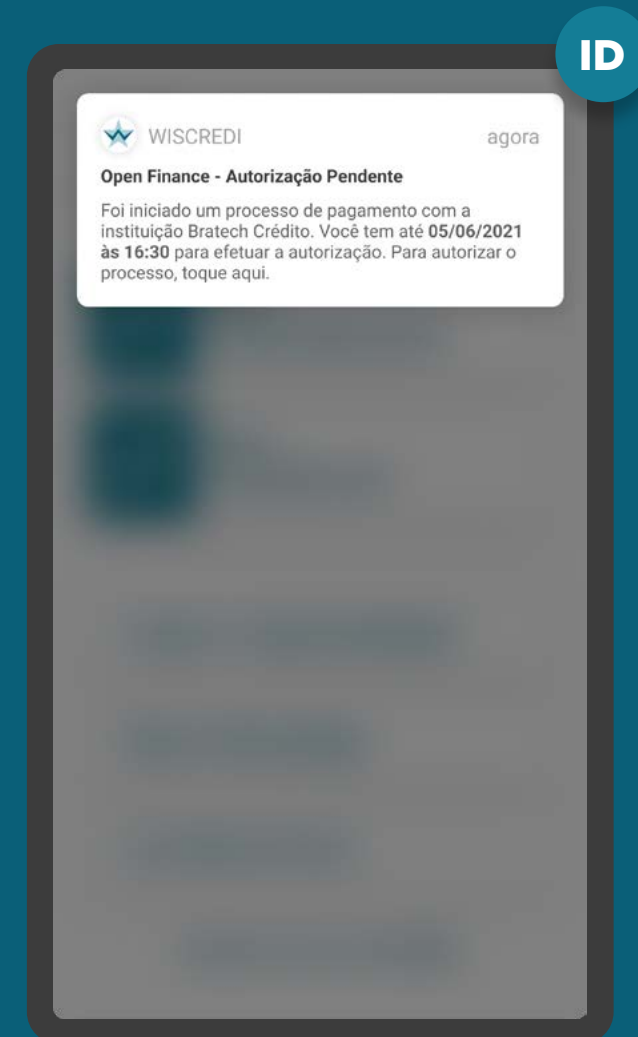 ID
WISCREDI agora
Open Finance - Autorização Pendente
Foi iniciado um processo de pagamento com a
instituição Bratech Crédito. Você tem até 05/06/2021
às 16:30 para efetuar a autorização. Para autorizar o
processo, toque aqui.